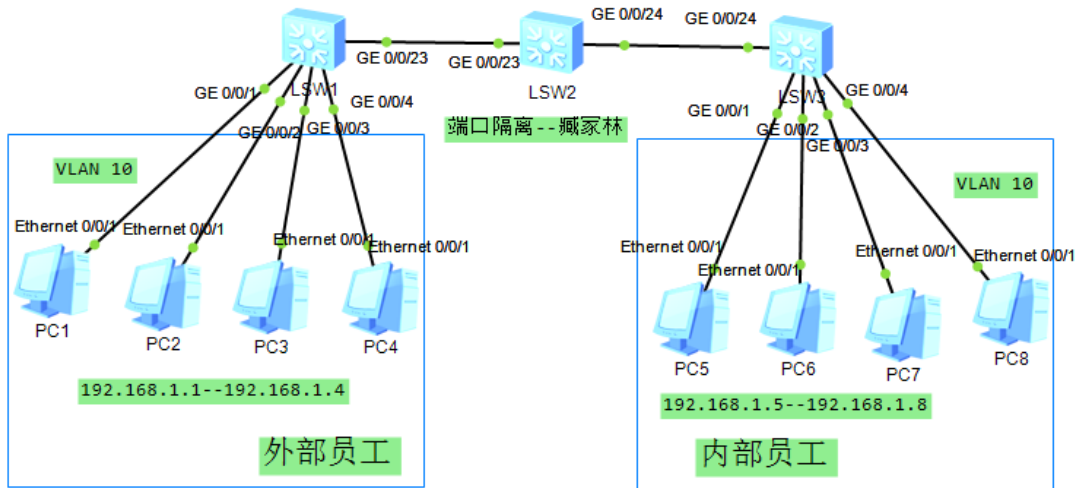 GE 0/0/24
GE 0/0/24
GE 0/0/23
GE 0/0/23
LSW1
LSW2
LSW3
GE 0/0/1
GE 0/0/4
GE 0/0/2
GE 0/0/3
端口隔离--臧冢林
GE 0/0/1
GE 0/0/4
GE 0/0/2
GE 0/0/3
VLAN 10
VLAN 10
Ethernet 0/0/1
Ethernet 0/0/1
Ethernet 0/0/1
Ethernet 0/0/1
Ethernet 0/0/1
Ethernet 0/0/1
Ethernet 0/0/1
Ethernet 0/0/1
PC1
PC2
PC3
PC4
PC5
PC6
PC7
PC8
192.168.1.1--192.168.1.4
192.168.1.5--192.168.1.8
外部员工
内部员工